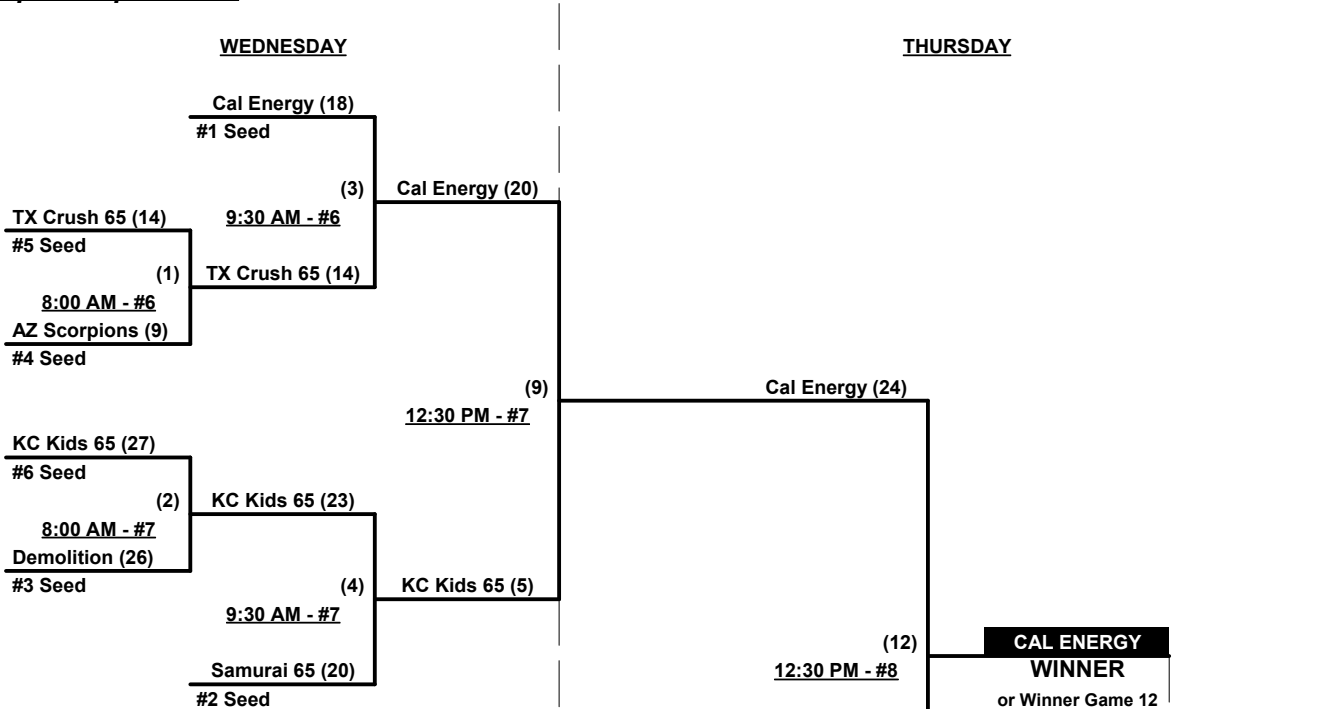 WEDNESDAY
THURSDAY
Cal Energy (18)
#1 Seed
(3)
Cal Energy (20)
TX Crush 65 (14)
9:30 AM - #6
#5 Seed
(1)
TX Crush 65 (14)
8:00 AM - #6
AZ Scorpions (9)
#4 Seed
(9)
Cal Energy (24)
12:30 PM - #7
KC Kids 65 (27)
#6 Seed
(2)
KC Kids 65 (23)
8:00 AM - #7
Demolition (26)
#3 Seed
(4)
KC Kids 65 (5)
9:30 AM - #7
(12)
CAL ENERGY
Samurai 65 (20)
12:30 PM - #8
WINNER
#2 Seed
or Winner Game 12